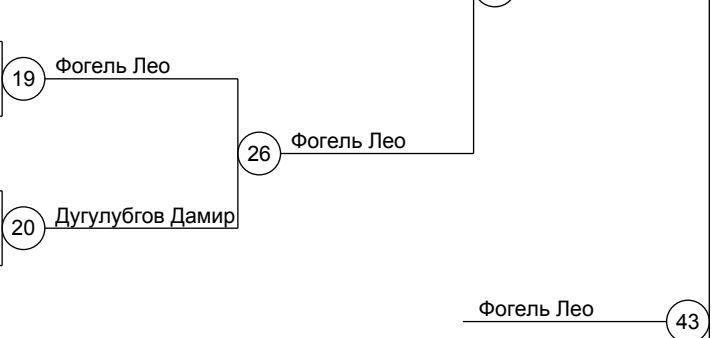 19 Фогель Лео
26 Фогель Лео
20 Дугулубгов Дамир
Фогель Лео 43